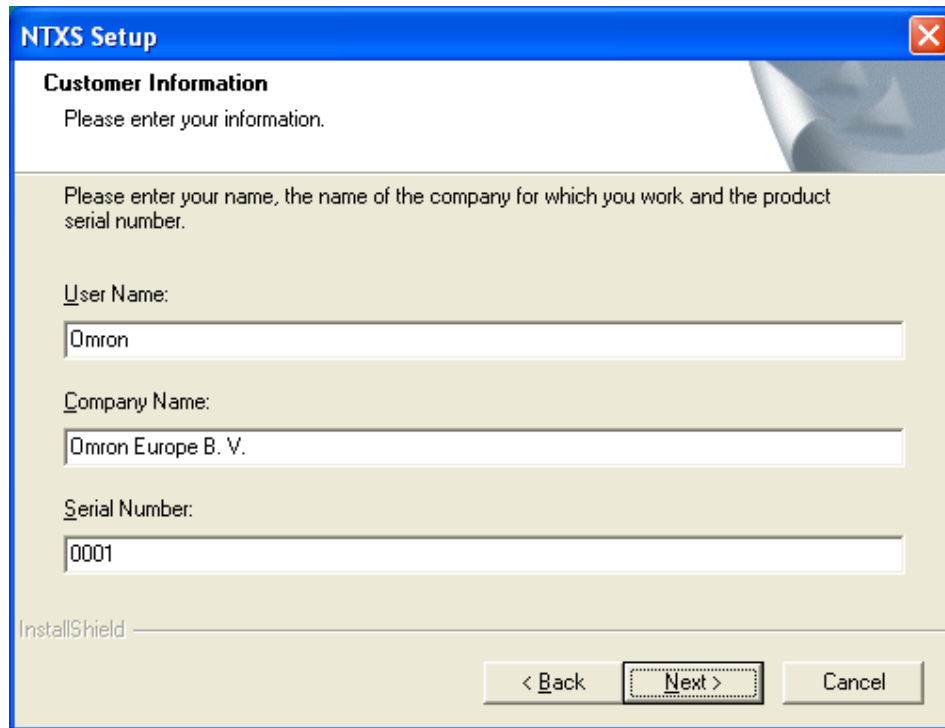 NTXS Setup
Customer Information
Please enter your information.
Please enter your name, the name of the company for which you work and the product
serial number.
User Name:
Omron
Company Name:
Omron Europe B. V.
Serial Number:
0001
InstallShield
< Back Next > Cancel